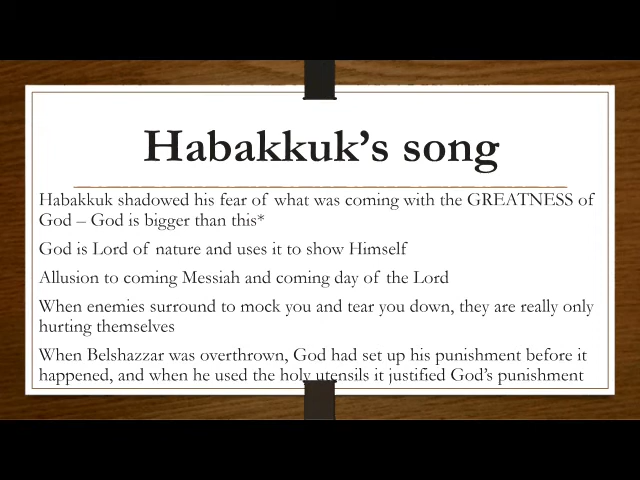 Habakkuk's song
Habakkuk shadowed his fear of what was coming with the GREATNESS of
God – God is bigger than this*
God is Lord of nature and uses it to show Himself
Allusion to coming Messiah and coming day of the Lord
When enemies surround to mock you and tear you down, they are really only
hurting themselves
When Belshazzar was overthrown, God had set up his punishment before it
happened, and when he used the holy utensils it justified God's punishment